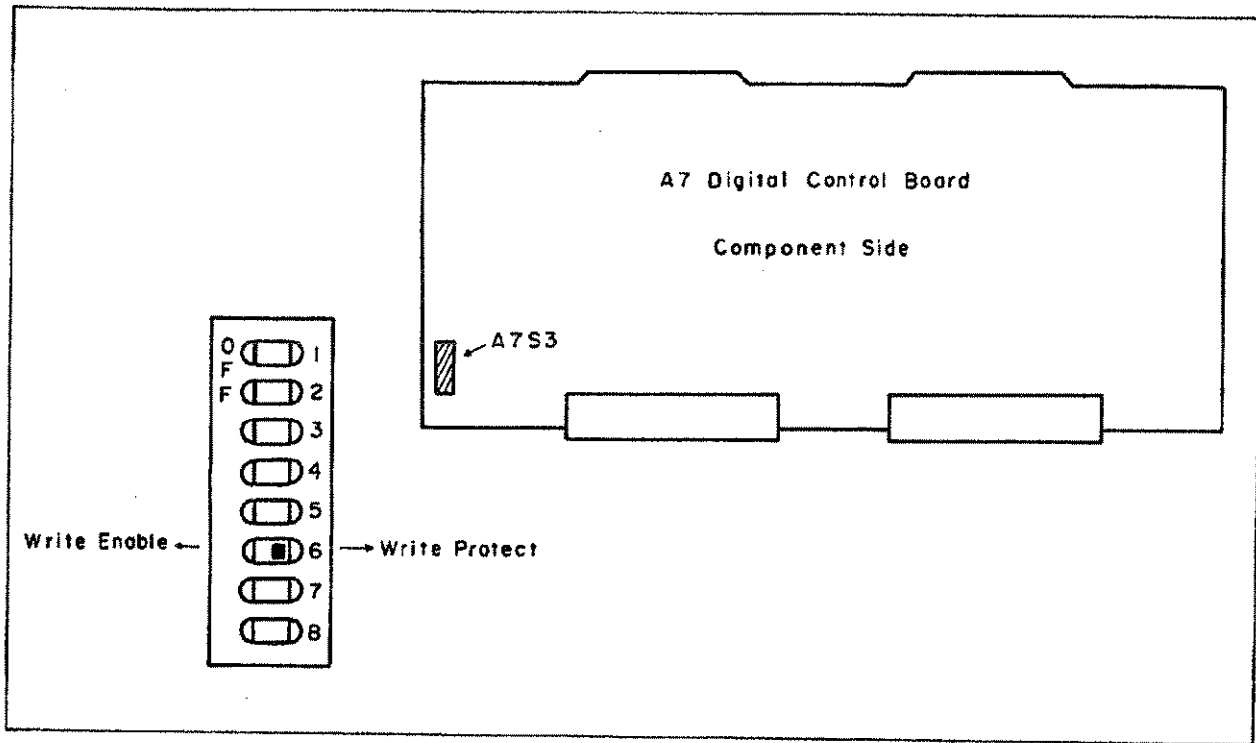 A7 Digital Control Board
Component Side
A7S3
OFF
1
2
3
4
5
Write Enable
6
Write Protect
7
8